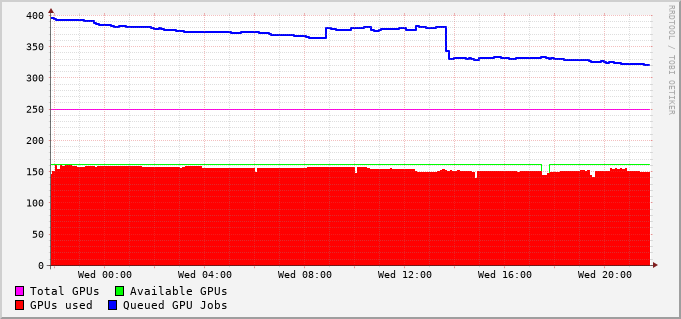 400
350
300
250
200
150
100
50
0
Wed 00:00 Wed 04:00 Wed 08:00 Wed 12:00 Wed 16:00 Wed 20:00
Total GPUs Available GPUs
GPUs used Queued GPU Jobs
RRDTOOL / TOBI OETIKER